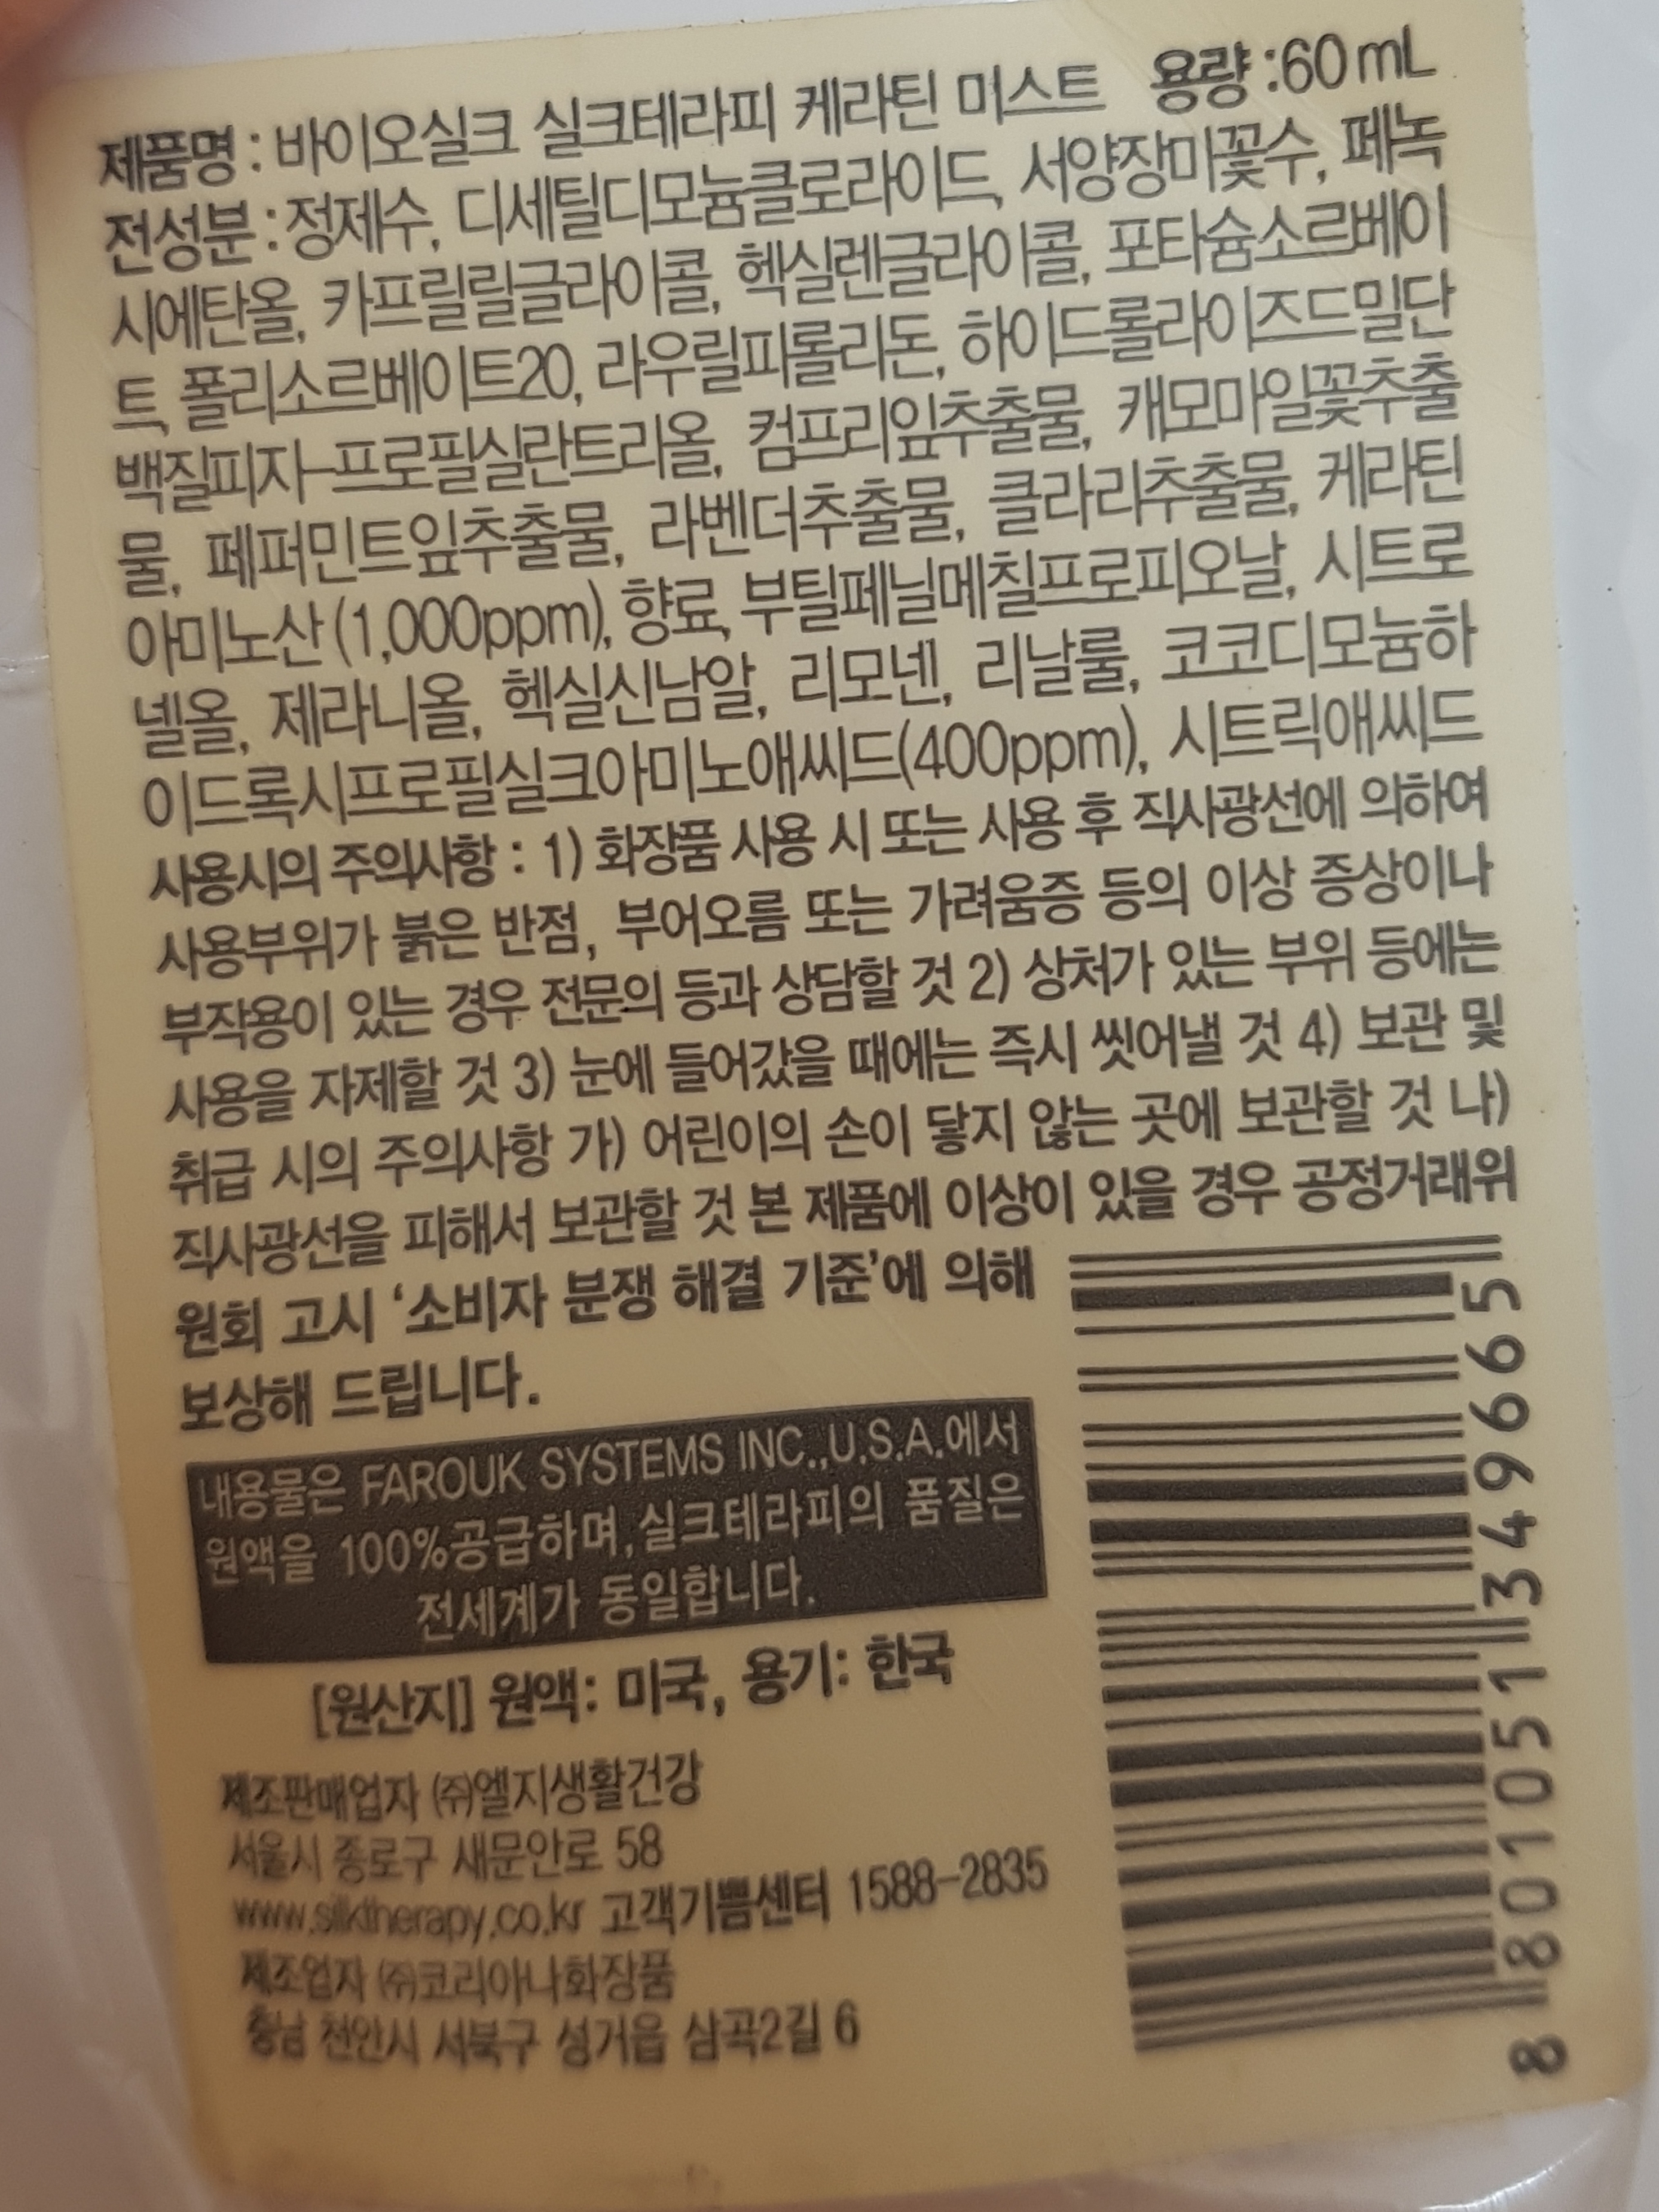 제품명 : 바이오실크 실크테라피 케라틴 미스트 용량 :60mL
전성분 : 정제수, 디세틸디모늄클로라이드, 서양장미꽃수, 페녹
시에탄올, 카프릴릴글라이콜, 헥실렌글라이콜, 포타슘소르베이
트, 폴리소르베이트20, 라우릴피롤리돈, 하이드롤라이즈드밀단
백질피지-프로필실란트리올, 컴프리잎추출물, 캐모마일꽃추출
물, 페퍼민트잎추출물, 라벤더추출물, 클라리추출물, 케라틴
아미노산 (1,000ppm), 향료, 부틸페닐메칠프로피오날, 시트로
넬올, 제라니올, 헥실신남알, 리모넨, 리날룰, 코코디모늄하
이드록시프로필실크아미노애씨드(400ppm), 시트릭애씨드
사용시의 주의사항 : 1) 화장품 사용 시 또는 사용 후 직사광선에 의하여
사용부위가 붉은 반점, 부어오름 또는 가려움증 등의 이상 증상이나
부작용이 있는 경우 전문의 등과 상담할 것 2) 상처가 있는 부위 등에는
사용을 자제할 것 3) 눈에 들어갔을 때에는 즉시 씻어낼 것 4) 보관 및
취급 시의 주의사항 가) 어린이의 손이 닿지 않는 곳에 보관할 것 나)
직사광선을 피해서 보관할 것 본 제품에 이상이 있을 경우 공정거래위
원회 고시 ‘소비자 분쟁 해결 기준’에 의해
보상해 드립니다.
내용물은 FAROUK SYSTEMS INC.,U.S.A.에서
원액을 100%공급하며,실크테라피의 품질은
전세계가 동일합니다.
[원산지] 원액: 미국, 용기: 한국
제조판매업자 ㈜엘지생활건강
서울시 종로구 새문안로 58
www.silktherapy.co.kr 고객기쁨센터 1588-2835
제조업자 ㈜코리아나화장품
충남 천안시 서북구 성거읍 삼곡2길 6
8 801051 349665